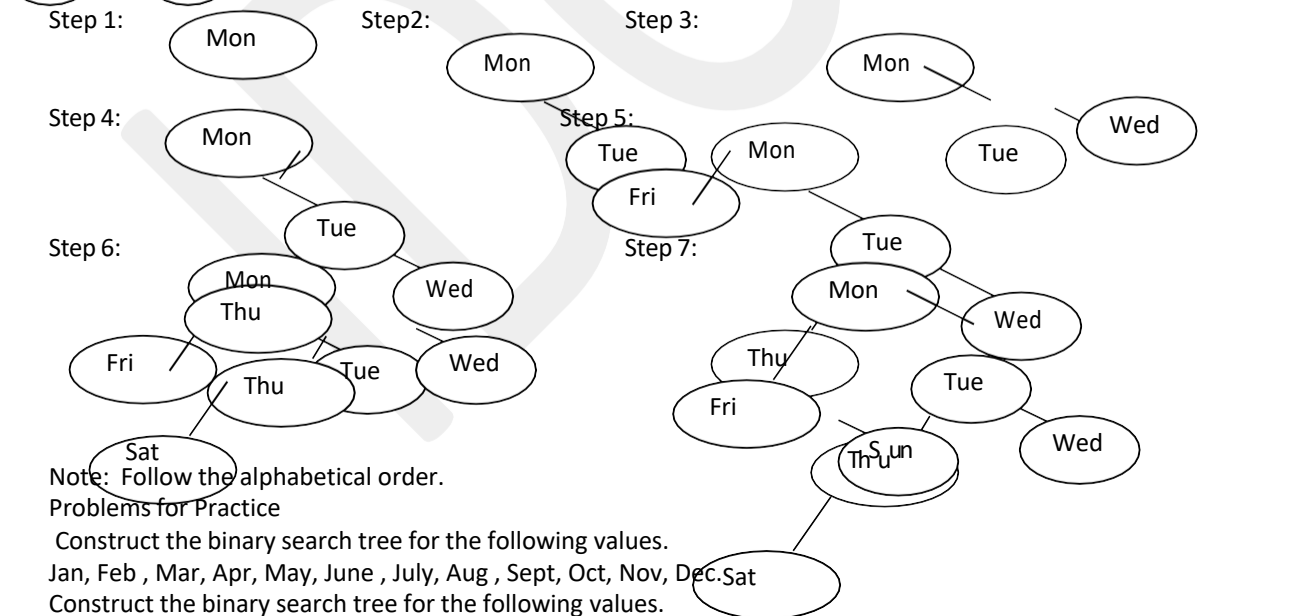 Step 1: Step2: Step 3:
Mon
Mon Mon
Step 4: Step 5: Wed
Mon Tue Mon Tue
Fri
Tue Tue
Step 6: Step 7:
Mon Wed Mon
Thu Wed
Fri Thu Tue Wed Thu Tue
Fri
Sat Sun Wed
Thu
Note: Follow the alphabetical order.
Problems for Practice
Construct the binary search tree for the following values.
Jan, Feb , Mar, Apr, May, June , July, Aug , Sept, Oct, Nov, Dec. Sat
Construct the binary search tree for the following values.